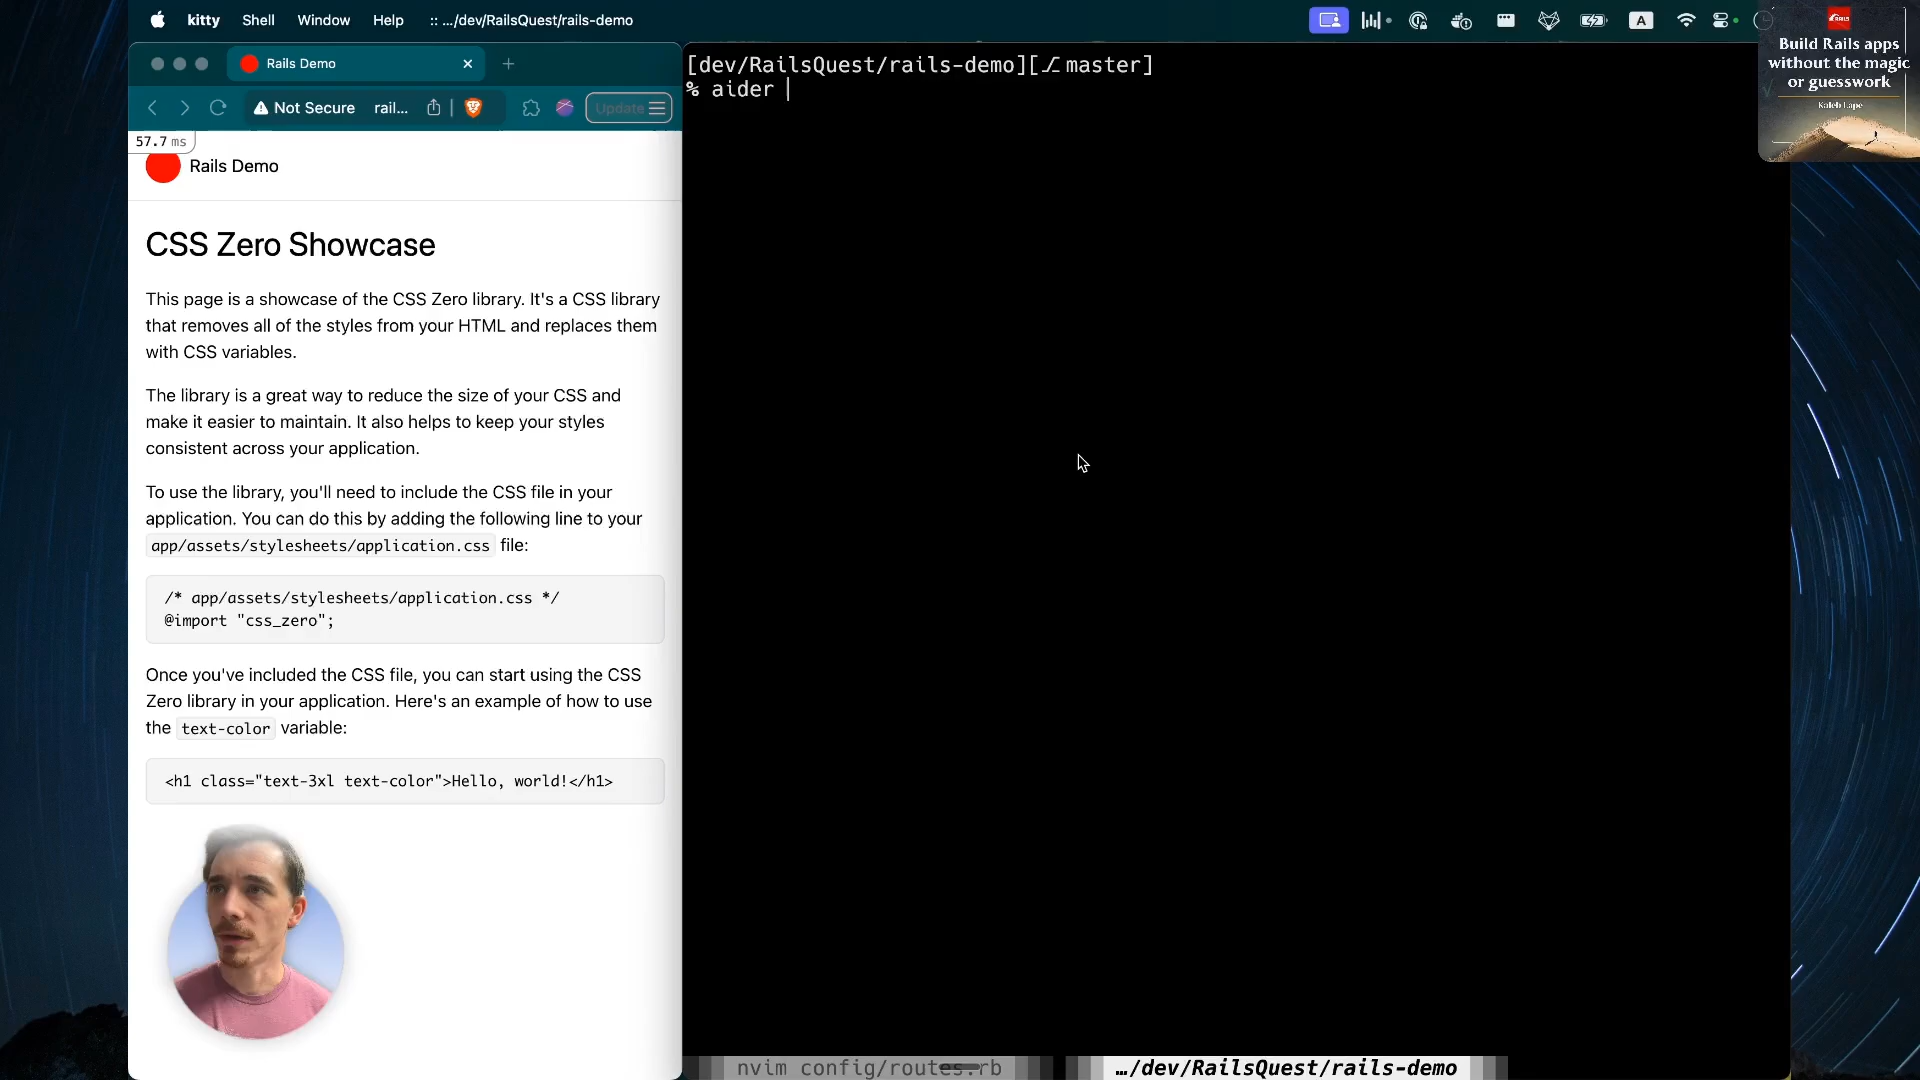 kitty Shell Window Help :: .../dev/RailsQuest/rails-demo
A
RAILS
Build Rails apps
without the magic
or guesswork
Kaleb Lape
Rails Demo
Not Secure rail...
Update
57.7 ms
Rails Demo
CSS Zero Showcase
This page is a showcase of the CSS Zero library. It's a CSS library
that removes all of the styles from your HTML and replaces them
with CSS variables.
The library is a great way to reduce the size of your CSS and
make it easier to maintain. It also helps to keep your styles
consistent across your application.
To use the library, you'll need to include the CSS file in your
application. You can do this by adding the following line to your
app/assets/stylesheets/application.css file:
/* app/assets/stylesheets/application.css */
@import "css_zero";
Once you've included the CSS file, you can start using the CSS
Zero library in your application. Here's an example of how to use
the text-color variable:
<h1 class="text-3xl text-color">Hello, world!</h1>
[dev/RailsQuest/rails-demo][⎇master]
% aider
nvim config/routes.rb
…/dev/RailsQuest/rails-demo